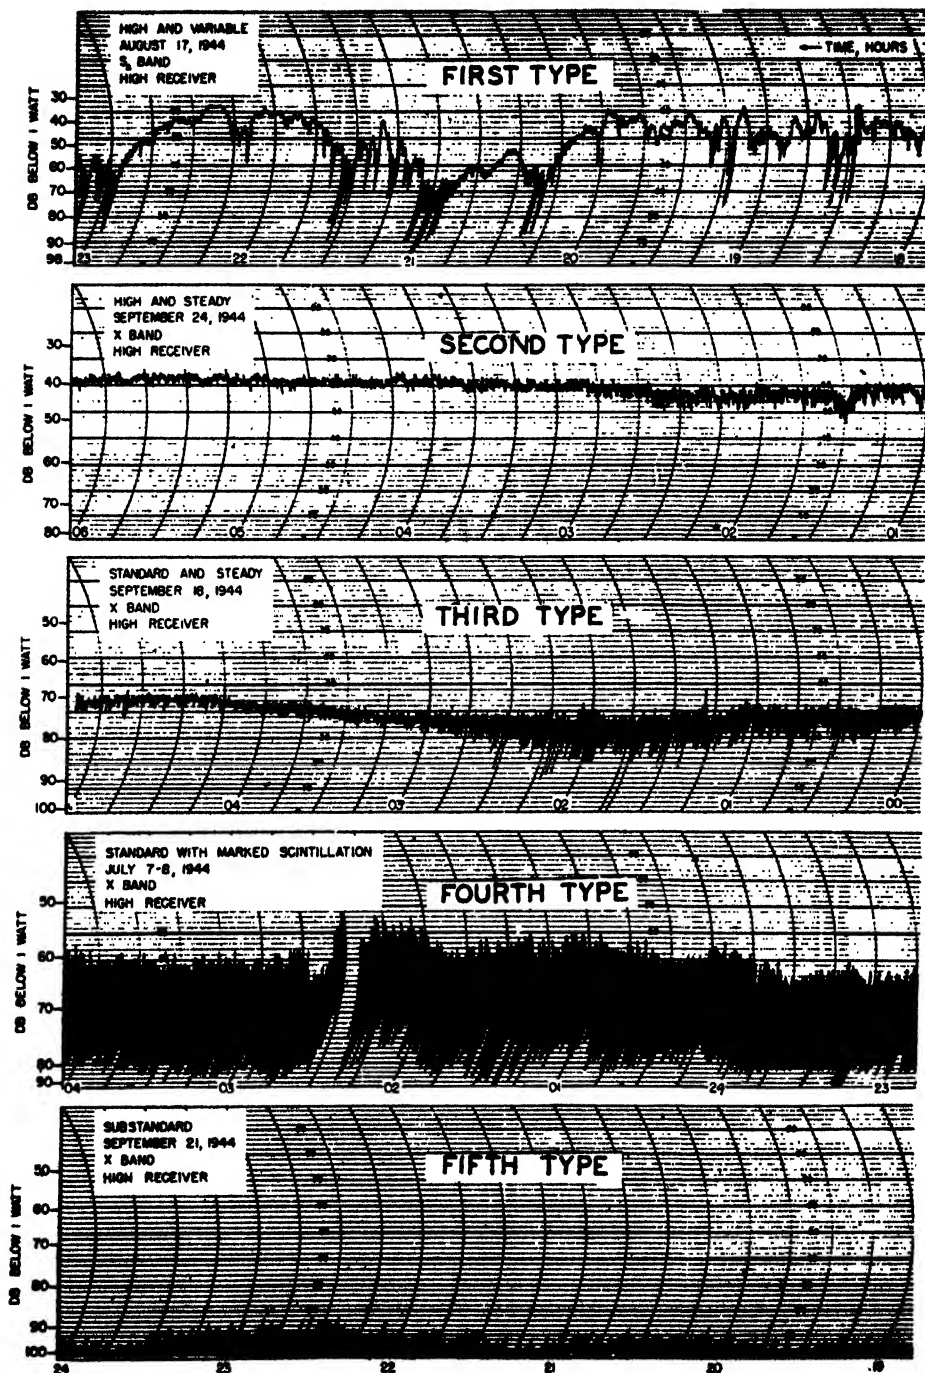 HIGH AND VARIABLE
AUGUST 17, 1944
BAND
HIGH RECEIVER
FIRST TYPE
← TIME, HOURS
DB BELOW 1 WATT
30
40
50
60
70
80
90
98
23 22 21 20 19 18
HIGH AND STEADY
SEPTEMBER 24, 1944
X BAND
HIGH RECEIVER
SECOND TYPE
DB BELOW 1 WATT
30
40
50
60
70
80
06 05 04 03 02 01
STANDARD AND STEADY
SEPTEMBER 18, 1944
X BAND
HIGH RECEIVER
THIRD TYPE
DB BELOW 1 WATT
50
60
70
80
90
100
04 03 02 01 00
STANDARD WITH MARKED SCINTILLATION
JULY 7-8, 1944
X BAND
HIGH RECEIVER
FOURTH TYPE
DB BELOW 1 WATT
50
60
70
80
90
04 03 02 01 24 23
SUBSTANDARD
SEPTEMBER 21, 1944
X BAND
HIGH RECEIVER
FIFTH TYPE
DB BELOW 1 WATT
50
60
70
80
90
100
24 23 22 21 20 19